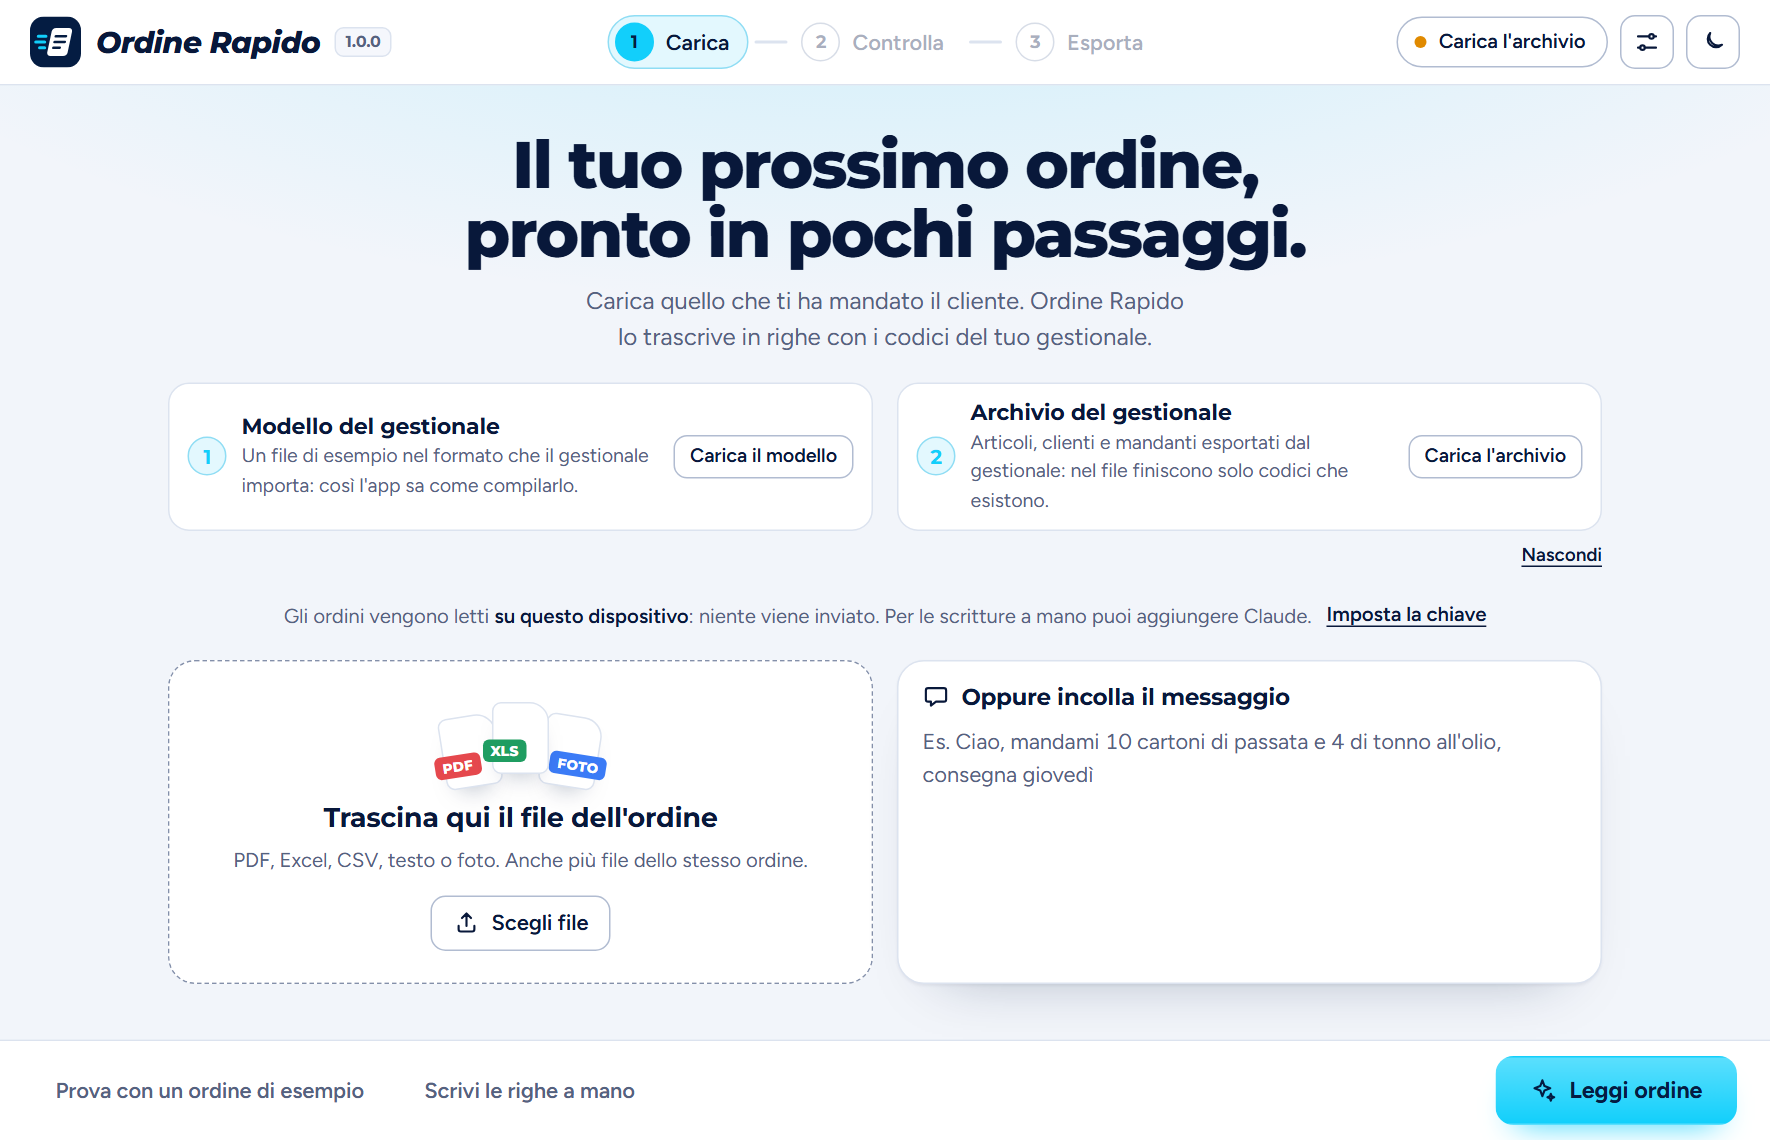 Ordine Rapido 1.0.0
1 Carica
2 Controlla
3 Esporta
Carica l'archivio
Il tuo prossimo ordine,
pronto in pochi passaggi.
Carica quello che ti ha mandato il cliente. Ordine Rapido
lo trascrive in righe con i codici del tuo gestionale.
1
Modello del gestionale
Un file di esempio nel formato che il gestionale
importa: così l'app sa come compilarlo.
Carica il modello
2
Archivio del gestionale
Articoli, clienti e mandanti esportati dal
gestionale: nel file finiscono solo codici che
esistono.
Carica l'archivio
Nascondi
Gli ordini vengono letti su questo dispositivo: niente viene inviato. Per le scritture a mano puoi aggiungere Claude. Imposta la chiave
PDF
XLS
FOTO
Trascina qui il file dell'ordine
PDF, Excel, CSV, testo o foto. Anche più file dello stesso ordine.
Scegli file
Oppure incolla il messaggio
Es. Ciao, mandami 10 cartoni di passata e 4 di tonno all'olio,
consegna giovedì
Prova con un ordine di esempio
Scrivi le righe a mano
Leggi ordine